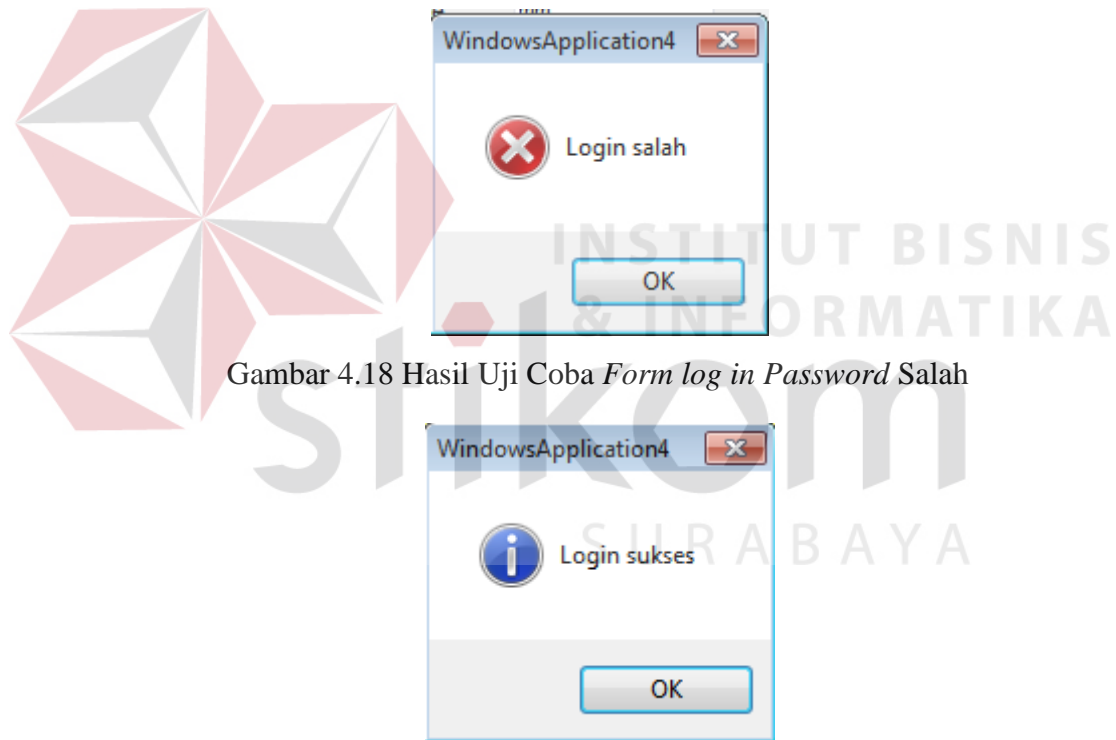 WindowsApplication4
Login salah
INSTITUT BISNIS
OK
& INFORMATIKA
Gambar 4.18 Hasil Uji Coba Form log in Password Salah
stikom
WindowsApplication4
SURABAYA
Login sukses
OK